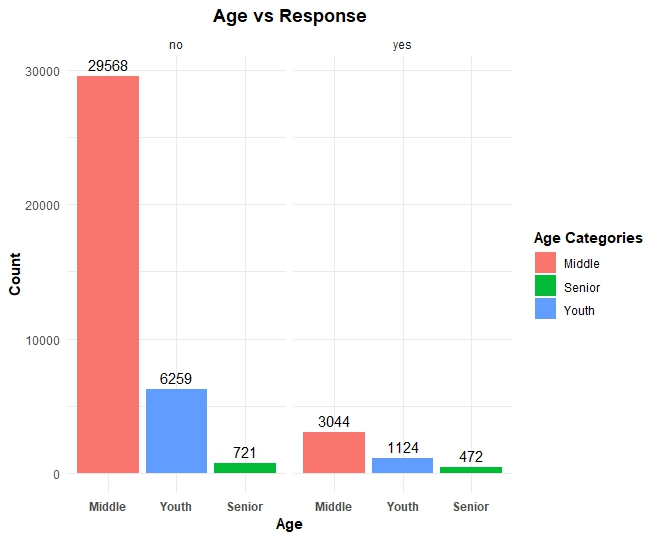 Age vs Response
no
yes
29568
6259
721
3044
1124
472
30000
20000
10000
0
Count
Middle
Youth
Senior
Middle
Youth
Senior
Age
Age Categories
Middle
Senior
Youth